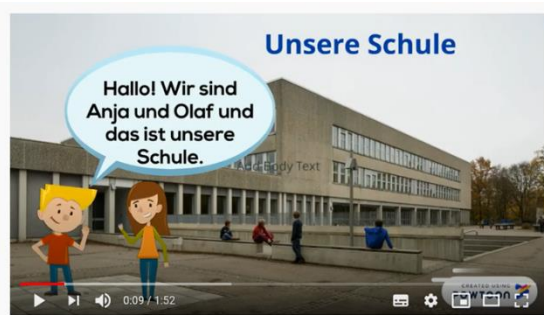 Unsere Schule
Hallo! Wir sind
Anja und Olaf und
das ist unsere
Schule.
Add Body Text
0:09 / 1:52
CREATED USING
POWTOON